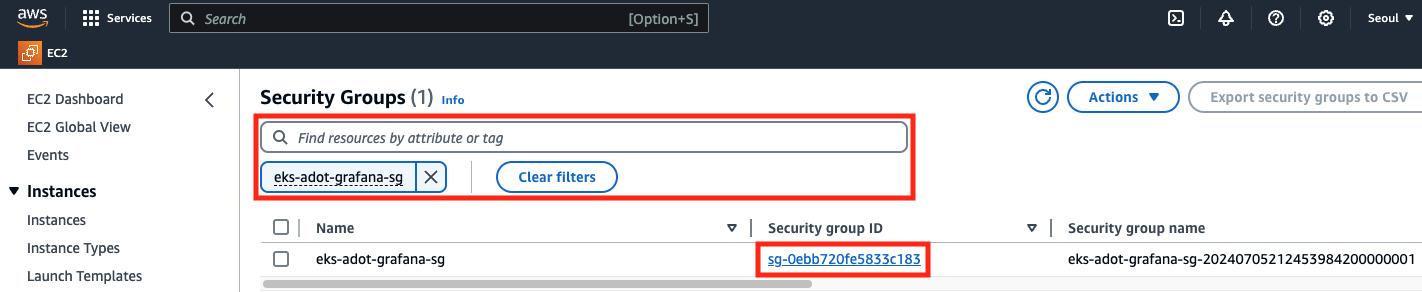 aws Services Search [Option+S] Seoul
EC2
EC2 Dashboard
EC2 Global View
Events
Instances
Instances
Instance Types
Launch Templates
Security Groups (1) Info
Actions
Export security groups to CSV
Find resources by attribute or tag
eks-adot-grafana-sg
Clear filters
Name Security group ID Security group name
eks-adot-grafana-sg sg-0ebb720fe5833c183 eks-adot-grafana-sg-20240705212453984200000001